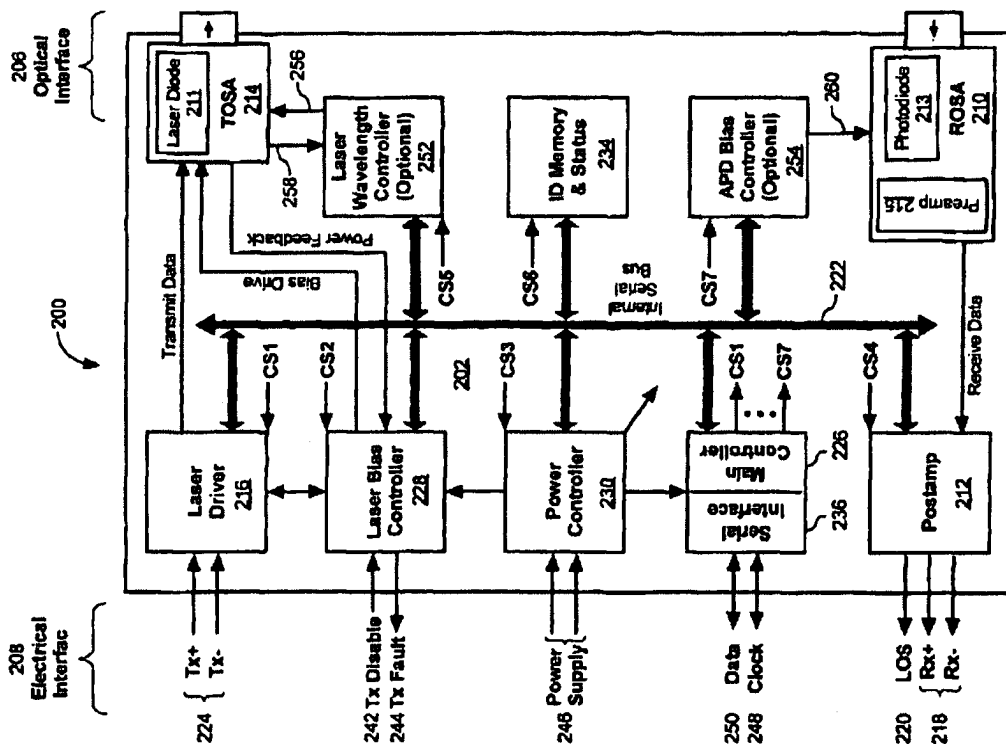 200
208
Electrical
Interfac
206
Optical
Interface
224
Tx+
Tx-
Laser
Driver
216
CS1
Transmit Data
Laser Diode
211
TOSA
214
242 Tx Disable
244 Tx Fault
Laser Bias
Controller
228
CS2
Bias Drive
Power Feedback
258
256
Laser
Wavelength
Controller
(Optional)
252
CS5
202
246
Power
Supply
Power
Controller
230
CS3
Internal
Serial
Bus
CS6
ID Memory
& Status
234
250 Data
248 Clock
Serial
Interface
Main
Controller
236
226
CS1
CS7
222
CS7
APD Bias
Controller
(Optional)
254
260
220 LOS
218
Rx+
Rx-
Postamp
212
CS4
Receive Data
Preamp 215
Photodiode
213
ROSA
210